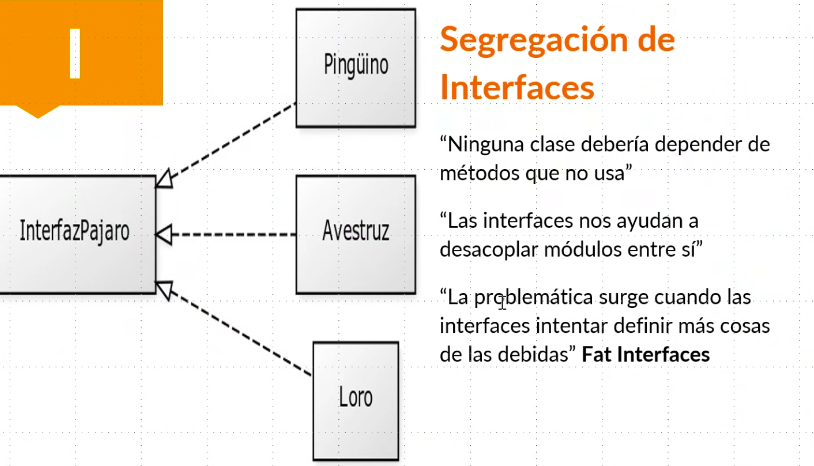 I
Pingüino
InterfazPajaro
Avestruz
Loro
Segregación de
Interfaces
“Ninguna clase debería depender de
métodos que no usa”
“Las interfaces nos ayudan a
desacoplar módulos entre sí”
“La problemática surge cuando las
interfaces intentar definir más cosas
de las debidas” Fat Interfaces